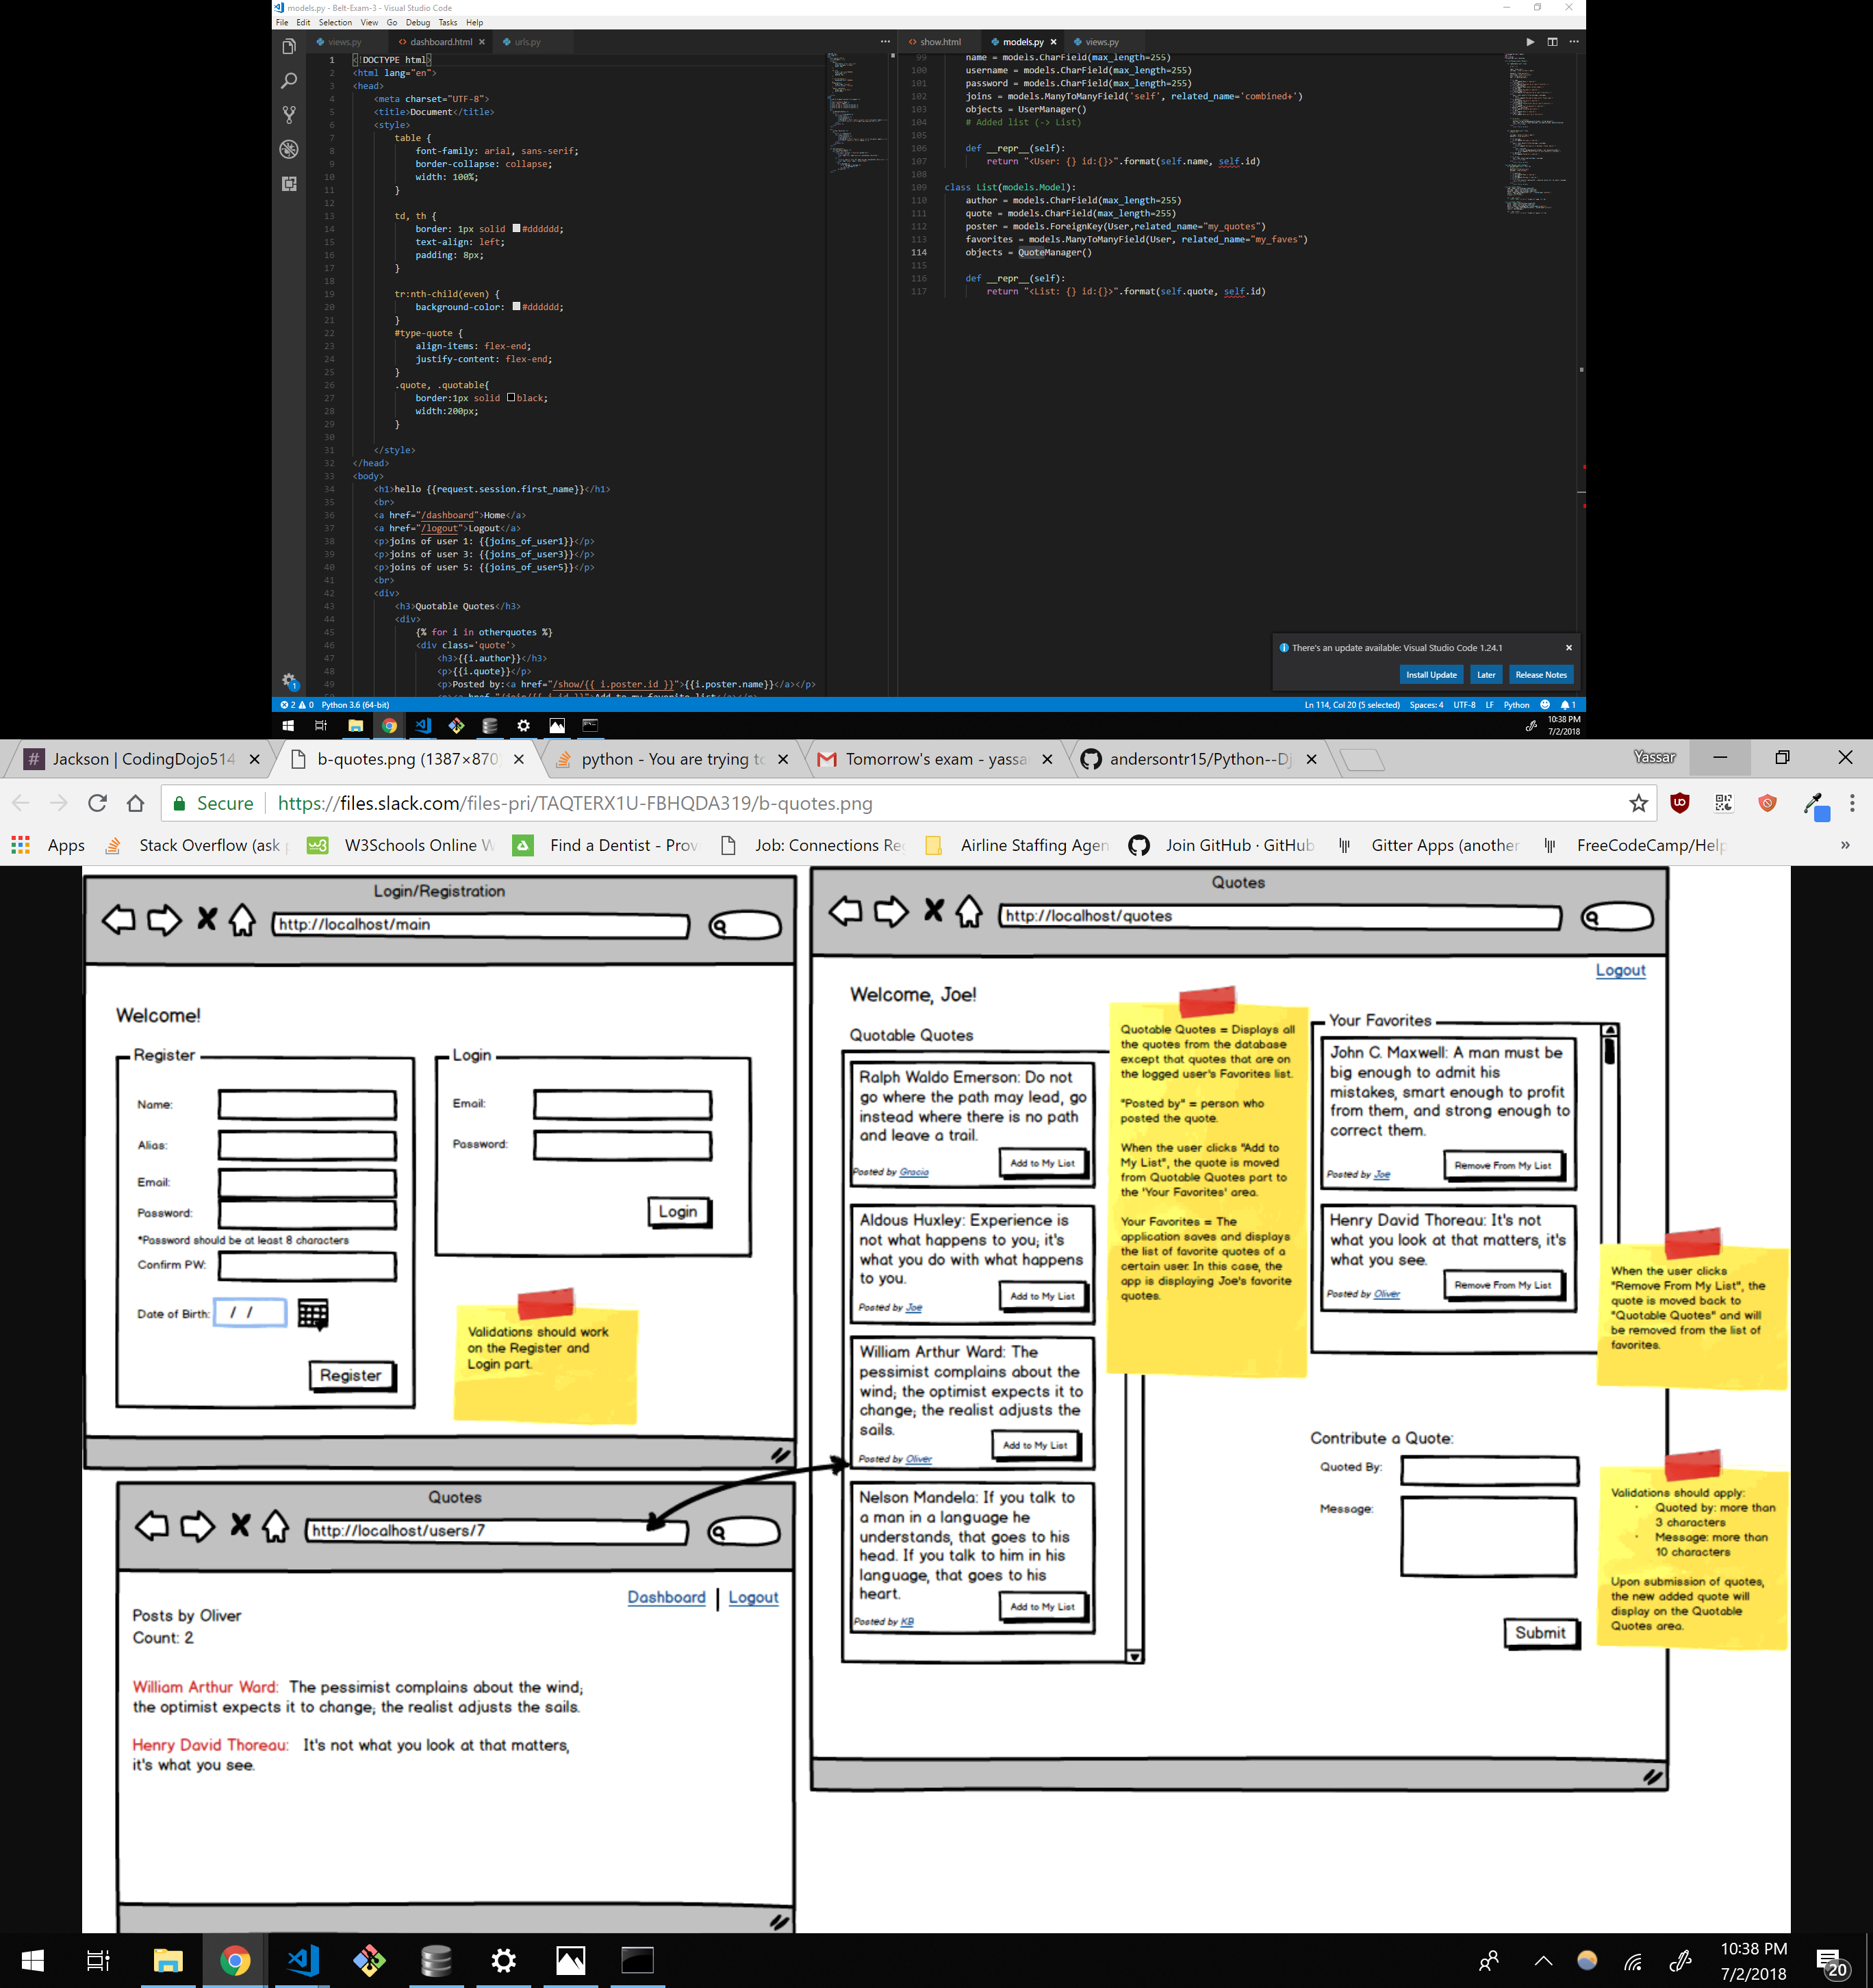 models.py - Belt-Exam-3 - Visual Studio Code
File Edit Selection View Go Debug Tasks Help
views.py
dashboard.html
urls.py
1 <!DOCTYPE html>
2 <html lang="en">
3 <head>
4 <meta charset="UTF-8">
5 <title>Document</title>
6 <style>
7 table {
8 font-family: arial, sans-serif;
9 border-collapse: collapse;
10 width: 100%;
11 }
12
13 td, th {
14 border: 1px solid #dddddd;
15 text-align: left;
16 padding: 8px;
17 }
18
19 tr:nth-child(even) {
20 background-color: #dddddd;
21 }
22 #type-quote {
23 align-items: flex-end;
24 justify-content: flex-end;
25 }
26 .quote, .quotable{
27 border:1px solid black;
28 width:200px;
29 }
30
31 </style>
32 </head>
33 <body>
34 <h1>hello {{request.session.first_name}}</h1>
35 <br>
36 <a href="/dashboard">Home</a>
37 <a href="/logout">Logout</a>
38 <p>joins of user 1: {{joins_of_user1}}</p>
39 <p>joins of user 3: {{joins_of_user3}}</p>
40 <p>joins of user 5: {{joins_of_user5}}</p>
41 <br>
42 <div>
43 <h3>Quotable Quotes</h3>
44 <div>
45 {% for i in otherquotes %}
46 <div class='quote'>
47 <h3>{{i.author}}</h3>
48 <p>{{i.quote}}</p>
49 <p>Posted by:<a href="/show/{{ i.poster.id }}">{{i.poster.name}}</a></p>
show.html
models.py
views.py
99 name = models.CharField(max_length=255)
100 username = models.CharField(max_length=255)
101 password = models.CharField(max_length=255)
102 joins = models.ManyToManyField('self', related_name='combined+')
103 objects = UserManager()
104 # Added list (-> List)
105
106 def __repr__(self):
107 return "<User: {} id:{}>".format(self.name, self.id)
108
109 class List(models.Model):
110 author = models.CharField(max_length=255)
111 quote = models.CharField(max_length=255)
112 poster = models.ForeignKey(User,related_name="my_quotes")
113 favorites = models.ManyToManyField(User, related_name="my_faves")
114 objects = QuoteManager()
115
116 def __repr__(self):
117 return "<List: {} id:{}>".format(self.quote, self.id)
There's an update available: Visual Studio Code 1.24.1
Install Update Later Release Notes
1
2 0 Python 3.6 (64-bit)
Ln 114, Col 20 (5 selected) Spaces: 4 UTF-8 LF Python 1
10:38 PM
7/2/2018
Jackson | CodingDojo514
b-quotes.png (1387×870)
python - You are trying to
Tomorrow's exam - yassa
andersontr15/Python--Dj
Yassar
Secure https://files.slack.com/files-pri/TAQTERX1U-FBHQDA319/b-quotes.png
Apps Stack Overflow (ask W3Schools Online W Find a Dentist - Prov Job: Connections Re Airline Staffing Agen Join GitHub · GitHub Gitter Apps (another FreeCodeCamp/Help »
Login/Registration
http://localhost/main
Welcome!
Register
Name:
Alias:
Email:
Password:
*Password should be at least 8 characters
Confirm PW:
Date of Birth: / /
Register
Login
Email:
Password:
Login
Validations should work
on the Register and
Login part.
Quotes
http://localhost/quotes
Logout
Welcome, Joe!
Quotable Quotes
Ralph Waldo Emerson: Do not
go where the path may lead, go
instead where there is no path
and leave a trail.
Add to My List
Posted by Gracia
Aldous Huxley: Experience is
not what happens to you; it's
what you do with what happens
to you.
Add to My List
Posted by Joe
William Arthur Ward: The
pessimist complains about the
wind; the optimist expects it to
change; the realist adjusts the
sails.
Add to My List
Posted by Oliver
Nelson Mandela: If you talk to
a man in a language he
understands, that goes to his
head. If you talk to him in his
language, that goes to his
heart.
Add to My List
Posted by KB
Quotable Quotes = Displays all
the quotes from the database
except that quotes that are on
the logged user's Favorites list.
"Posted by" = person who
posted the quote.
When the user clicks "Add to
My List", the quote is moved
from Quotable Quotes part to
the 'Your Favorites' area.
Your Favorites = The
application saves and displays
the list of favorite quotes of a
certain user. In this case, the
app is displaying Joe's favorite
quotes.
Your Favorites
John C. Maxwell: A man must be
big enough to admit his
mistakes, smart enough to profit
from them, and strong enough to
correct them.
Remove From My List
Posted by Joe
Henry David Thoreau: It's not
what you look at that matters, it's
what you see.
Remove From My List
Posted by Oliver
When the user clicks
"Remove From My List", the
quote is moved back to
"Quotable Quotes" and will
be removed from the list of
favorites.
Contribute a Quote:
Quoted By:
Message:
Submit
Validations should apply:
· Quoted by: more than
3 characters
· Message: more than
10 characters
Upon submission of quotes,
the new added quote will
display on the Quotable
Quotes area.
Quotes
http://localhost/users/7
Dashboard | Logout
Posts by Oliver
Count: 2
William Arthur Ward: The pessimist complains about the wind;
the optimist expects it to change; the realist adjusts the sails.
Henry David Thoreau: It's not what you look at that matters,
it's what you see.
10:38 PM
7/2/2018
20